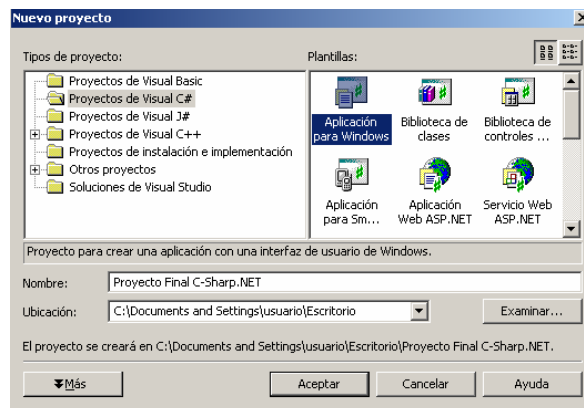 Nuevo proyecto
Tipos de proyecto:
Plantillas:
Proyectos de Visual Basic
Proyectos de Visual C#
Proyectos de Visual J#
Proyectos de Visual C++
Proyectos de instalación e implementación
Otros proyectos
Soluciones de Visual Studio
Aplicación
para Windows
Biblioteca de
clases
Biblioteca de
controles ...
Aplicación
para Sm...
Aplicación
Web ASP.NET
Servicio Web
ASP.NET
Proyecto para crear una aplicación con una interfaz de usuario de Windows.
Nombre:
Proyecto Final C-Sharp.NET
Ubicación:
C:\Documents and Settings\usuario\Escritorio
Examinar...
El proyecto se creará en C:\Documents and Settings\usuario\Escritorio\Proyecto Final C-Sharp.NET.
Más
Aceptar
Cancelar
Ayuda